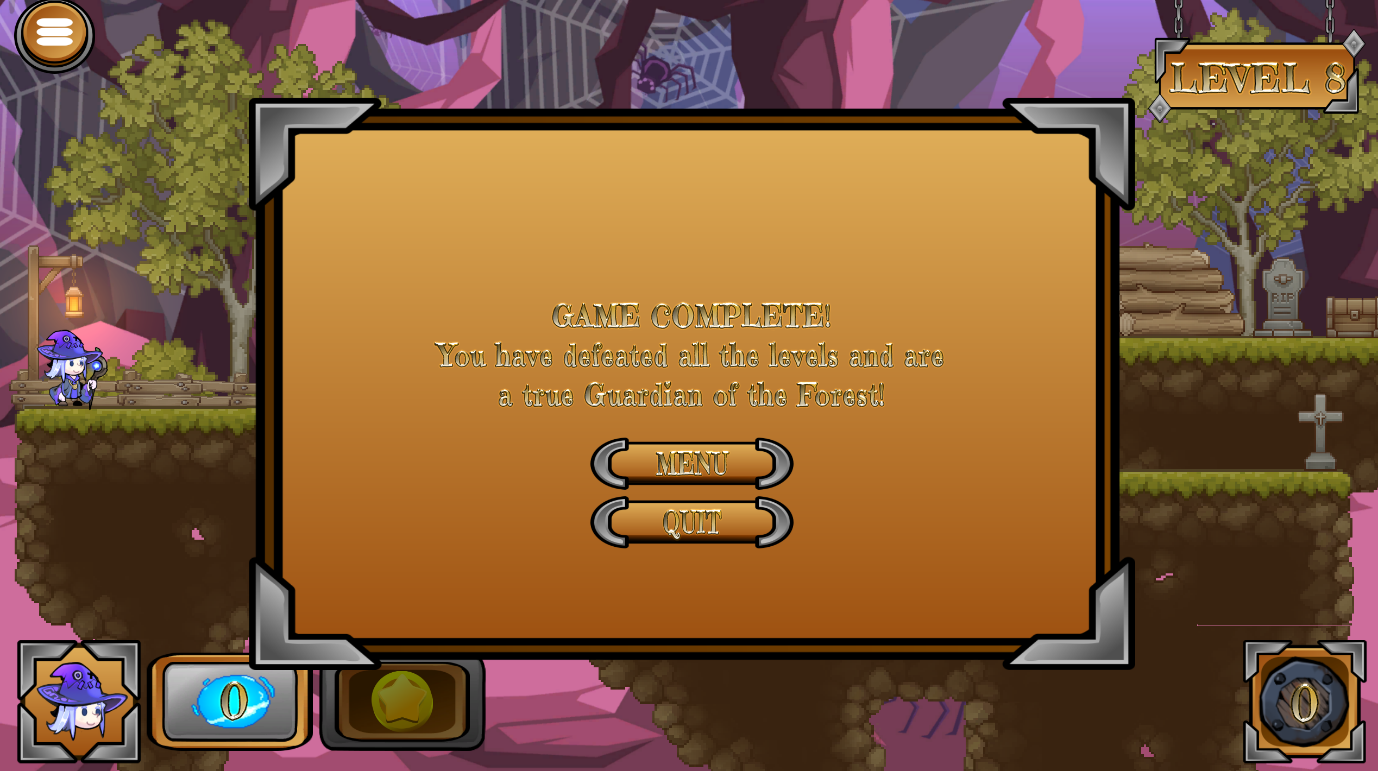 LEVEL 8
RIP
GAME COMPLETE!
You have defeated all the levels and are
a true Guardian of the Forest!
MENU
QUIT
0
0